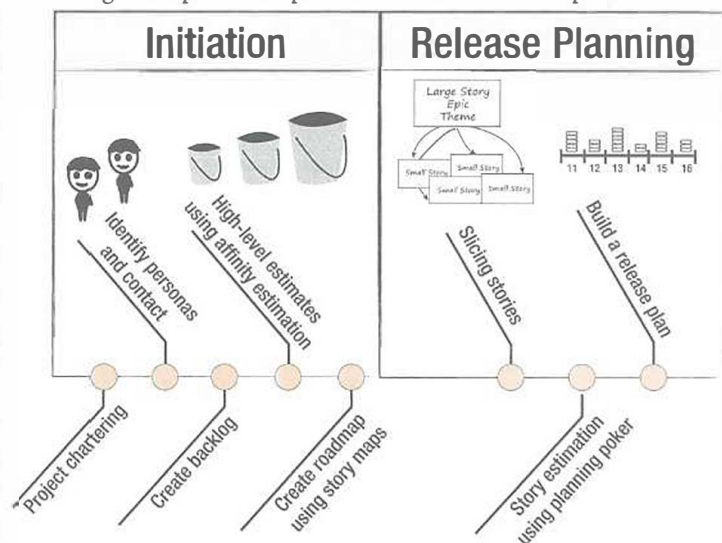 Initiation
Release Planning
Large Story
Epic
Theme
Small Story
Small Story
Small Story
Small Story
11 12 13 14 15 16
Identify personas
and contact
High-level estimates
using affinity estimation
Slicing stories
Build a release plan
Project chartering
Create backlog
Create roadmap
using story maps
Story estimation
using planning poker